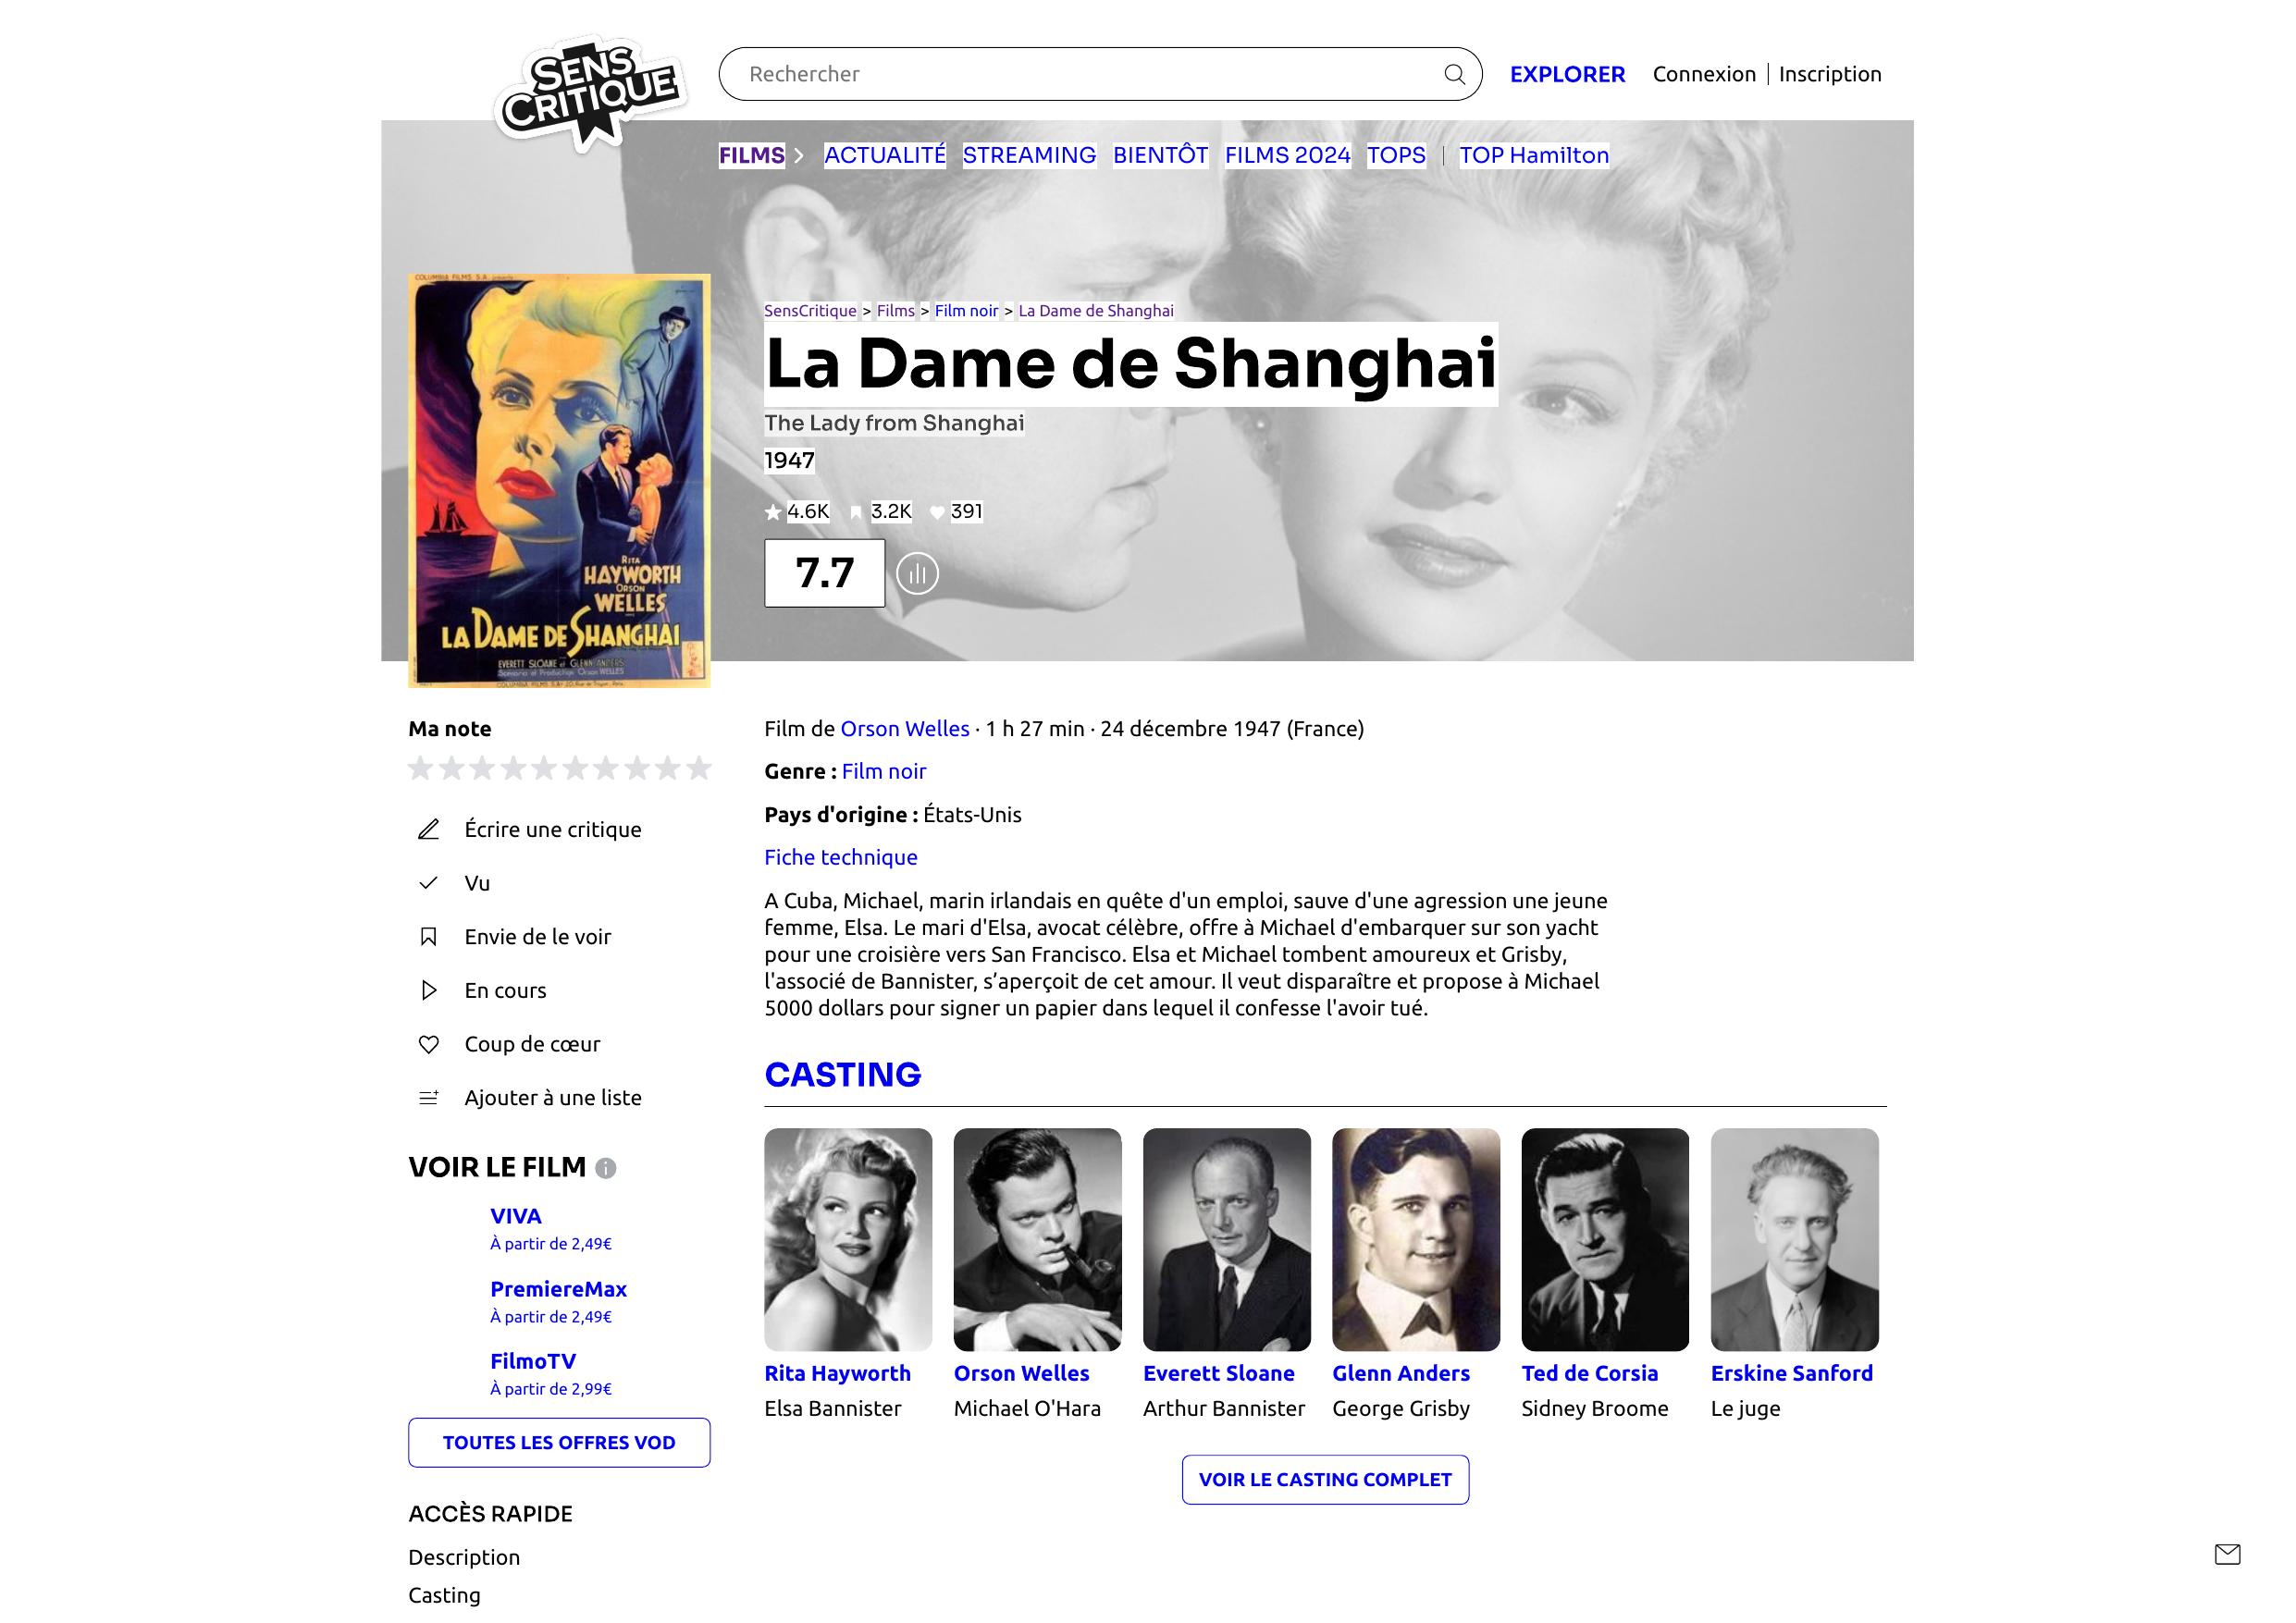 SENS
CRITIQUE
Rechercher
EXPLORER
Connexion | Inscription
FILMS > ACTUALITÉ STREAMING BIENTÔT FILMS 2024 TOPS | TOP Hamilton
COLUMBIA FILMS S.A.
RITA
HAYWORTH
ORSON
WELLES
LA DAME DE SHANGHAI
EVERETT SLOANE et GLENN ANDERS
Scénario et Production Orson WELLES
SensCritique > Films > Film noir > La Dame de Shanghai
La Dame de Shanghai
The Lady from Shanghai
1947
4.6K 3.2K 391
7.7
Ma note
Écrire une critique
Vu
Envie de le voir
En cours
Coup de cœur
Ajouter à une liste
VOIR LE FILM
VIVA
À partir de 2,49€
PremiereMax
À partir de 2,49€
FilmoTV
À partir de 2,99€
TOUTES LES OFFRES VOD
ACCÈS RAPIDE
Description
Casting
Film de Orson Welles · 1 h 27 min · 24 décembre 1947 (France)
Genre : Film noir
Pays d'origine : États-Unis
Fiche technique
A Cuba, Michael, marin irlandais en quête d'un emploi, sauve d'une agression une jeune
femme, Elsa. Le mari d'Elsa, avocat célèbre, offre à Michael d'embarquer sur son yacht
pour une croisière vers San Francisco. Elsa et Michael tombent amoureux et Grisby,
l'associé de Bannister, s’aperçoit de cet amour. Il veut disparaître et propose à Michael
5000 dollars pour signer un papier dans lequel il confesse l'avoir tué.
CASTING
Rita Hayworth
Elsa Bannister
Orson Welles
Michael O'Hara
Everett Sloane
Arthur Bannister
Glenn Anders
George Grisby
Ted de Corsia
Sidney Broome
Erskine Sanford
Le juge
VOIR LE CASTING COMPLET